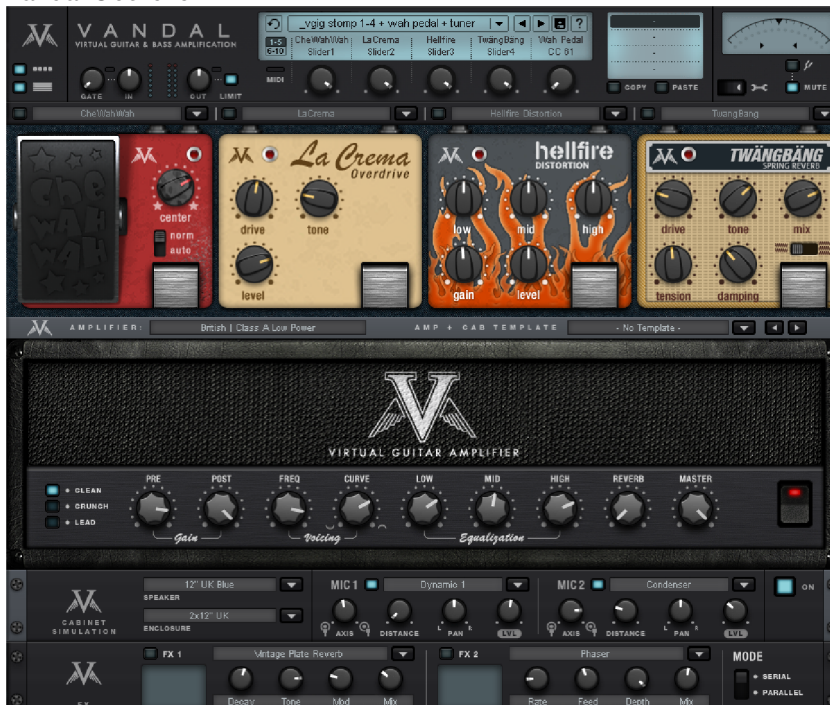 VANDAL
VIRTUAL GUITAR & BASS AMPLIFICATION
GATE IN OUT LIMIT
_vgig stomp 1-4 + wah pedal + tuner
?
1-5
6-10
CheWahWah LaCrema Hellfire TwängBäng Wah Pedal
Slider1 Slider2 Slider3 Slider4 CC 81
MIDI
COPY PASTE
MUTE
CheWahWah LaCrema Hellfire Distortion TwangBang
che wah wah
center
norm
auto
La Crema
Overdrive
drive tone
level
hellfire
DISTORTION
low mid high
gain level
TWÄNGBÄNG
SPRING REVERB
drive tone mix
tension damping
AMPLIFIER: British | Class A Low Power AMP + CAB TEMPLATE - No Template -
VIRTUAL GUITAR AMPLIFIER
CLEAN
CRUNCH
LEAD
PRE POST FREQ CURVE LOW MID HIGH REVERB MASTER
Gain Voicing Equalization
CABINET
SIMULATION
12" UK Blue
SPEAKER
2x12" UK
ENCLOSURE
MIC 1 Dynamic 1
AXIS DISTANCE L PAN R LVL
MIC 2 Condenser
AXIS DISTANCE L PAN R LVL
ON
FX 1 Vintage Plate Reverb
Decay Tone Mod Mix
FX 2 Phaser
Rate Feed Depth Mix
MODE
SERIAL
PARALLEL